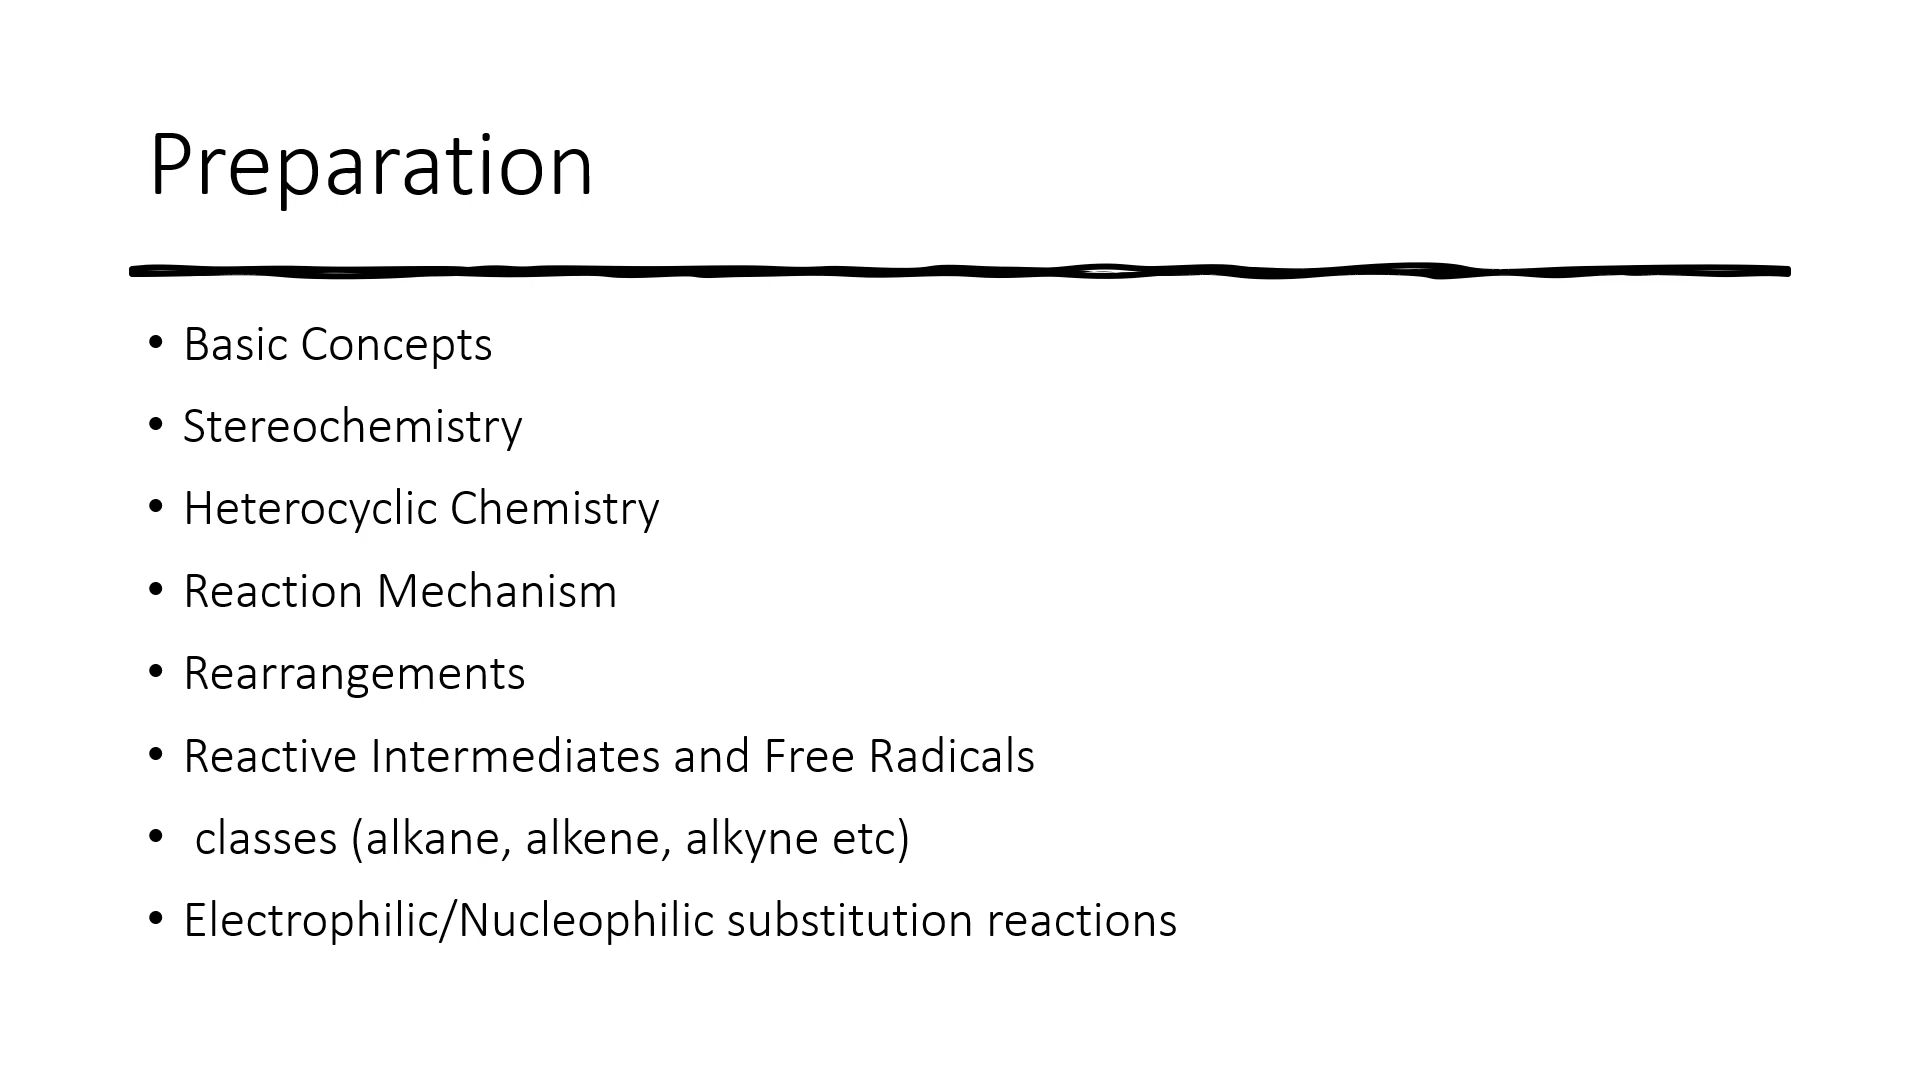 Preparation
• Basic Concepts
• Stereochemistry
• Heterocyclic Chemistry
• Reaction Mechanism
• Rearrangements
• Reactive Intermediates and Free Radicals
• classes (alkane, alkene, alkyne etc)
• Electrophilic/Nucleophilic substitution reactions